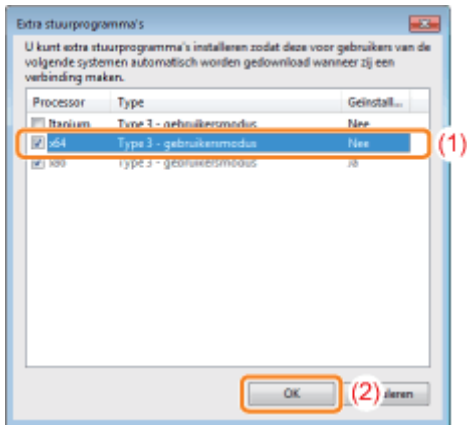 Extra stuurprogramma's
U kunt extra stuurprogramma's installeren zodat deze voor gebruikers van de
volgende systemen automatisch worden gedownload wanneer zij een
verbinding maken.
Processor Type Geïnstall...
Itanium Type 3 - gebruikersmodus Nee
x64 Type 3 - gebruikersmodus Nee
(1)
x86 Type 3 - gebruikersmodus Ja
OK (2) uleren